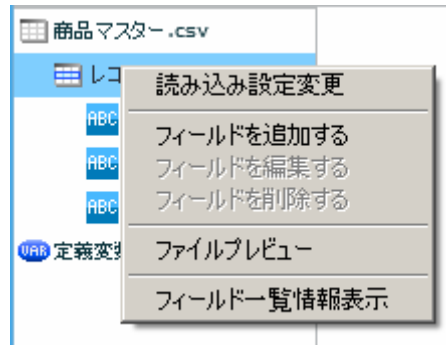 商品マスター.csv
レコ
読み込み設定変更
ABC
フィールドを追加する
ABC
フィールドを編集する
ABC
フィールドを削除する
VAR 定義変数
ファイルプレビュー
フィールド一覧情報表示